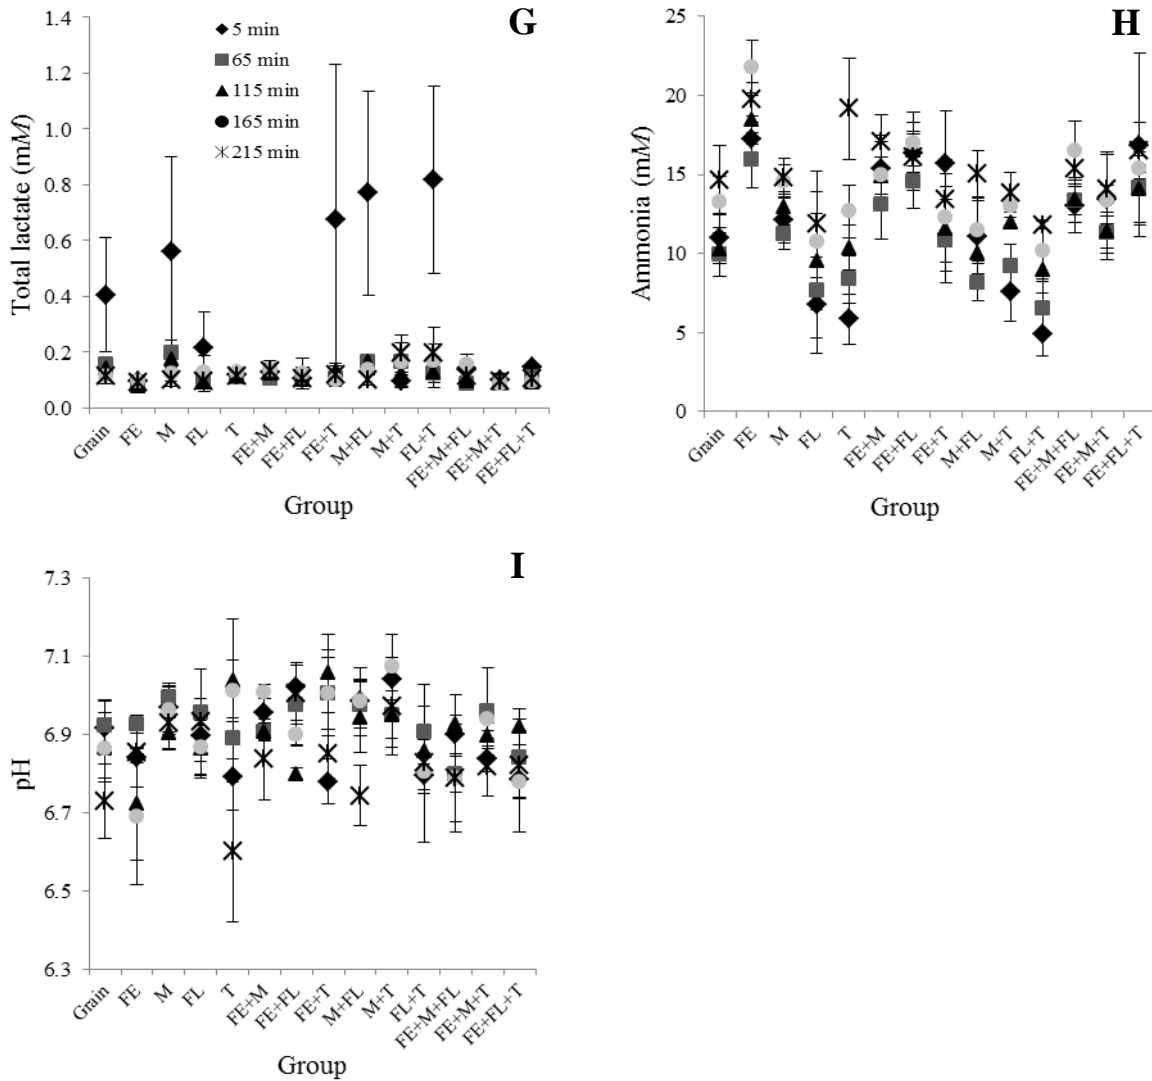 G
Total lactate (mM)
1.4
1.2
1.0
0.8
0.6
0.4
0.2
0.0
5 min
65 min
115 min
165 min
215 min
Grain
FE
M
FL
T
FE+M
FE+FL
FE+T
M+FL
M+T
FL+T
FE+M+FL
FE+M+T
FE+FL+T
Group
H
Ammonia (mM)
25
20
15
10
5
0
Grain
FE
M
FL
T
FE+M
FE+FL
FE+T
M+FL
M+T
FL+T
FE+M+FL
FE+M+T
FE+FL+T
Group
I
pH
7.3
7.1
6.9
6.7
6.5
6.3
Grain
FE
M
FL
T
FE+M
FE+FL
FE+T
M+FL
M+T
FL+T
FE+M+FL
FE+M+T
FE+FL+T
Group